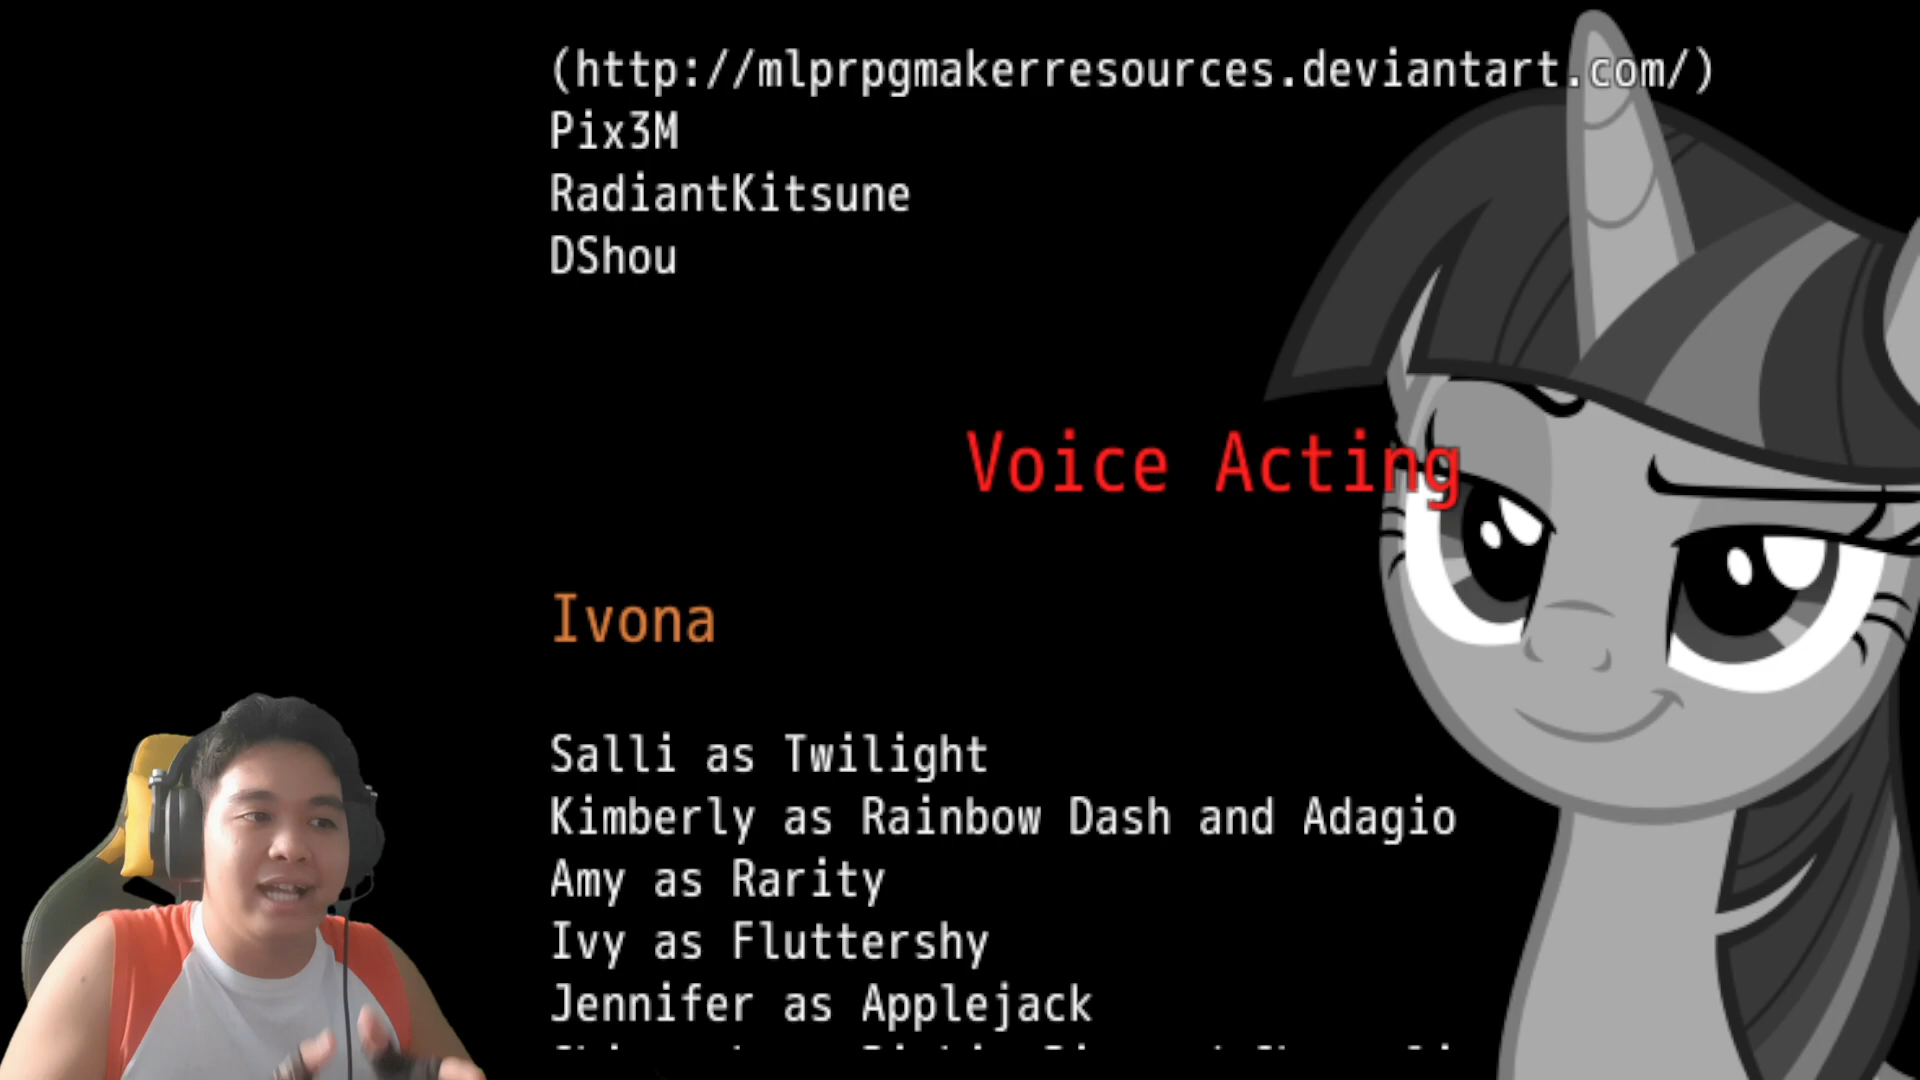 (http://mlprpgmakerresources.deviantart.com/)
Pix3M
RadiantKitsune
DShou
Voice Acting
Ivona
Salli as Twilight
Kimberly as Rainbow Dash and Adagio
Amy as Rarity
Ivy as Fluttershy
Jennifer as Applejack